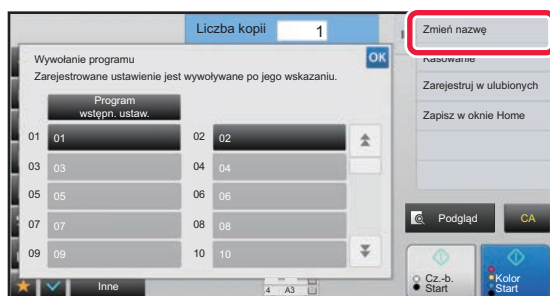 Liczba kopii 1
Wywołanie programu
OK
Zarejestrowane ustawienie jest wywoływane po jego wskazaniu.
Program
wstępn. ustaw.
01 01 02 02
03 03 04 04
05 05 06 06
07 07 08 08
09 09 10 10
Inne
4 A3
Zmień nazwę
Kasowanie
Zarejestruj w ulubionych
Zapisz w oknie Home
Podgląd
CA
Cz.-b.
Start
Kolor
Start